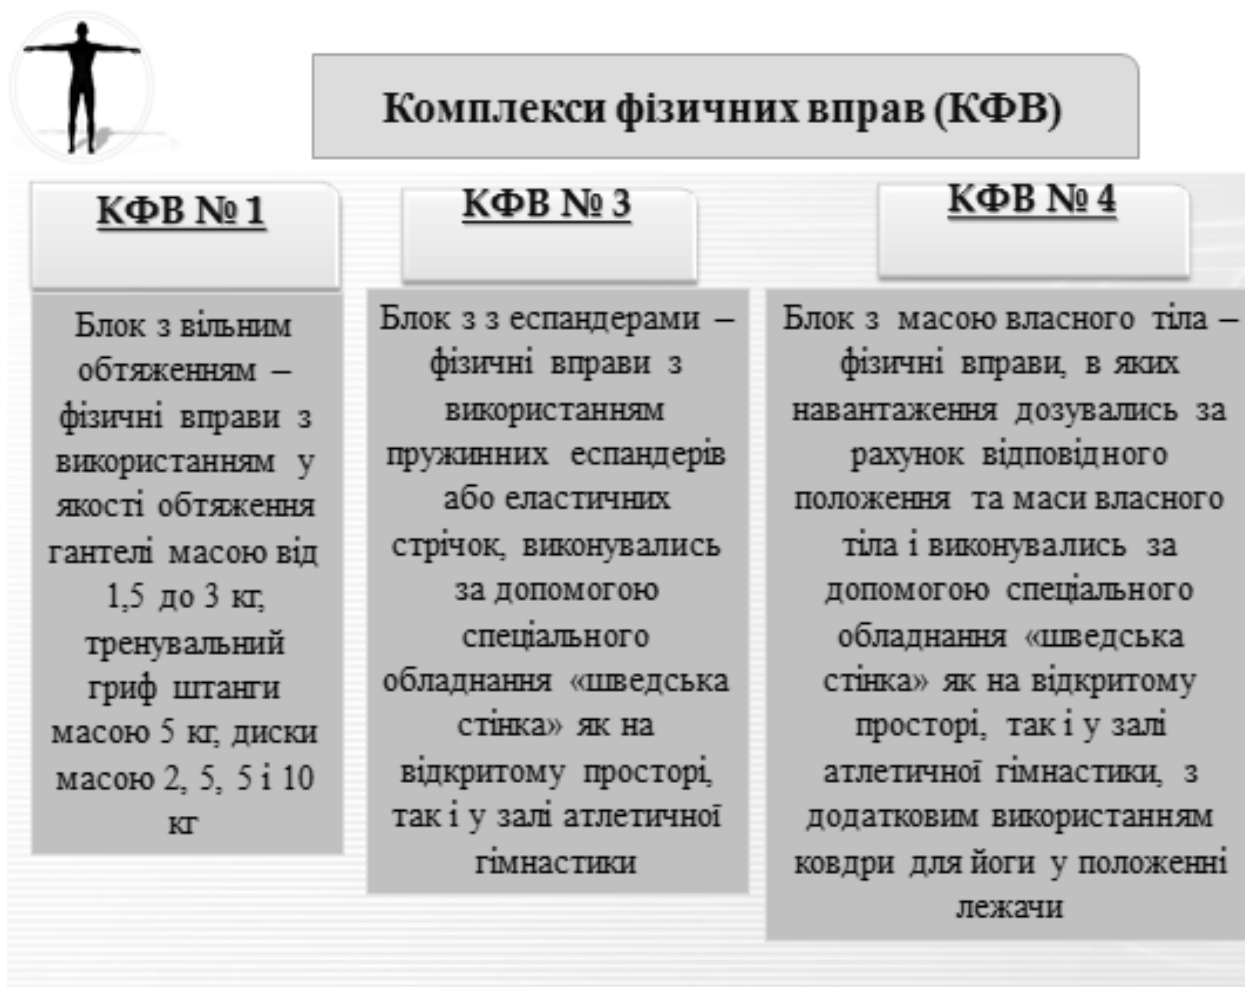 Комплекси фізичних вправ (КФВ)
КФВ № 1
Блок з вільним
обтяженням –
фізичні вправи з
використанням у
якості обтяження
гантелі масою від
1,5 до 3 кг,
тренувальний
гриф штанги
масою 5 кг, диски
масою 2, 5, 5 і 10
кг
КФВ № 3
Блок з з еспандерами –
фізичні вправи з
використанням
пружинних еспандерів
або еластичних
стрічок, виконувались
за допомогою
спеціального
обладнання «шведська
стінка» як на
відкритому просторі,
так і у залі атлетичної
гімнастики
КФВ № 4
Блок з масою власного тіла –
фізичні вправи, в яких
навантаження дозувались за
рахунок відповідного
положення та маси власного
тіла і виконувались за
допомогою спеціального
обладнання «шведська
стінка» як на відкритому
просторі, так і у залі
атлетичної гімнастики, з
додатковим використанням
ковдри для йоги у положенні
лежачи